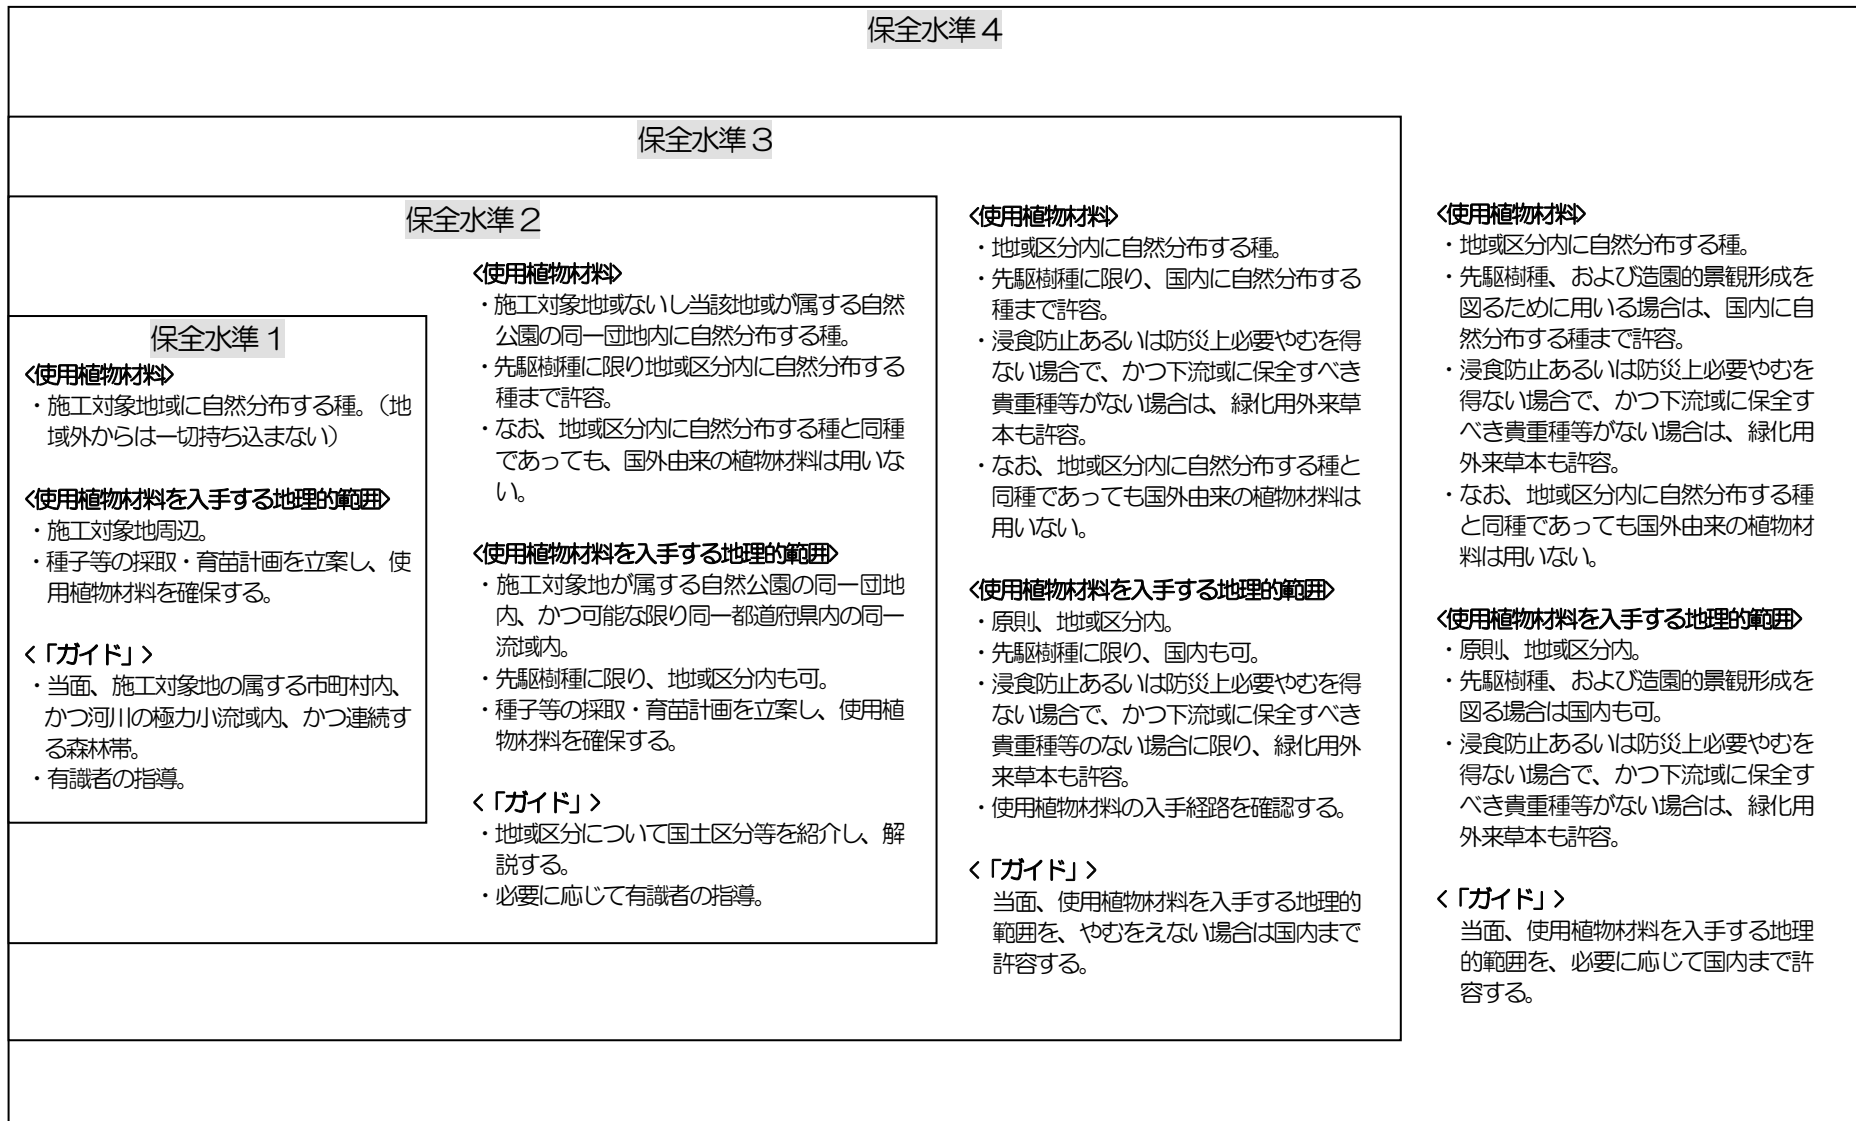 保全水準4
保全水準3
保全水準2
保全水準1
<使用植物材料>
・施工対象地域に自然分布する種。（地
域外からは一切持ち込まない）
<使用植物材料を入手する地理的範囲>
・施工対象地周辺。
・種子等の採取・育苗計画を立案し、使
用植物材料を確保する。
<「ガイド」>
・当面、施工対象地の属する市町村内、
かつ河川の極力小流域内、かつ連続す
る森林帯。
・有識者の指導。
<使用植物材料>
・施工対象地域ないし当該地域が属する自然
公園の同一団地内に自然分布する種。
・先駆樹種に限り地域区分内に自然分布する
種まで許容。
・なお、地域区分内に自然分布する種と同種
であっても、国外由来の植物材料は用いな
い。
<使用植物材料を入手する地理的範囲>
・施工対象地が属する自然公園の同一団地
内、かつ可能な限り同一都道府県内の同一
流域内。
・先駆樹種に限り、地域区分内も可。
・種子等の採取・育苗計画を立案し、使用植
物材料を確保する。
<「ガイド」>
・地域区分について国土区分等を紹介し、解
説する。
・必要に応じて有識者の指導。
<使用植物材料>
・地域区分内に自然分布する種。
・先駆樹種に限り、国内に自然分布する
種まで許容。
・浸食防止あるいは防災上必要やむを得
ない場合で、かつ下流域に保全すべき
貴重種等がない場合は、緑化用外来草
本も許容。
・なお、地域区分内に自然分布する種と
同種であっても国外由来の植物材料は
用いない。
<使用植物材料を入手する地理的範囲>
・原則、地域区分内。
・先駆樹種に限り、国内も可。
・浸食防止あるいは防災上必要やむを得
ない場合で、かつ下流域に保全すべき
貴重種等のない場合に限り、緑化用外
来草本も許容。
・使用植物材料の入手経路を確認する。
<「ガイド」>
当面、使用植物材料を入手する地理的
範囲を、やむをえない場合は国内まで
許容する。
<使用植物材料>
・地域区分内に自然分布する種。
・先駆樹種、および造園的景観形成を
図るために用いる場合は、国内に自
然分布する種まで許容。
・浸食防止あるいは防災上必要やむを
得ない場合で、かつ下流域に保全す
べき貴重種等がない場合は、緑化用
外来草本も許容。
・なお、地域区分内に自然分布する種
と同種であっても国外由来の植物材
料は用いない。
<使用植物材料を入手する地理的範囲>
・原則、地域区分内。
・先駆樹種、および造園的景観形成を
図る場合は国内も可。
・浸食防止あるいは防災上必要やむを
得ない場合で、かつ下流域に保全す
べき貴重種等がない場合は、緑化用
外来草本も許容。
<「ガイド」>
当面、使用植物材料を入手する地理
的範囲を、必要に応じて国内まで許
容する。